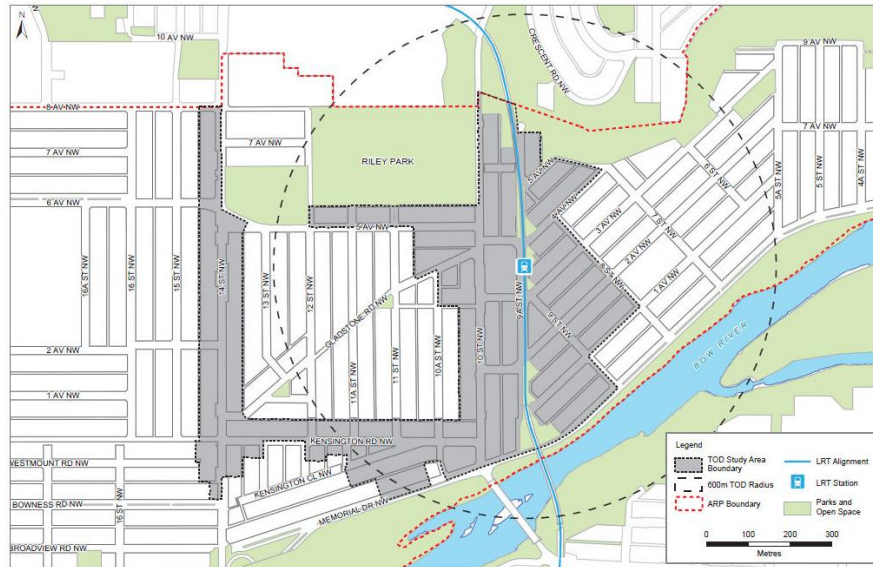 N
10 AV NW
CRESCENT RD NW
9 AV NW
8 AV NW
7 AV NW
7 AV NW
7 AV NW
RILEY PARK
6 AV NW
5 AV NW
5 AV NW
4 AV NW
3 AV NW
2 AV NW
1 AV NW
6 ST NW
7 ST NW
5A ST NW
5 ST NW
4A ST NW
16A ST NW
16 ST NW
15 ST NW
14 ST NW
13 ST NW
12 ST NW
GLADSTONE RD NW
11A ST NW
11 ST NW
10A ST NW
10 ST NW
9A ST NW
9 ST NW
BOW RIVER
2 AV NW
1 AV NW
KENSINGTON RD NW
WESTMOUNT RD NW
KENSINGTON CL NW
BOWNESS RD NW
16 ST NW
MEMORIAL DR NW
BROADVIEW RD NW
Legend
TOD Study Area
Boundary
600m TOD Radius
ARP Boundary
LRT Alignment
LRT Station
Parks and
Open Space
0 100 200 300
Metres